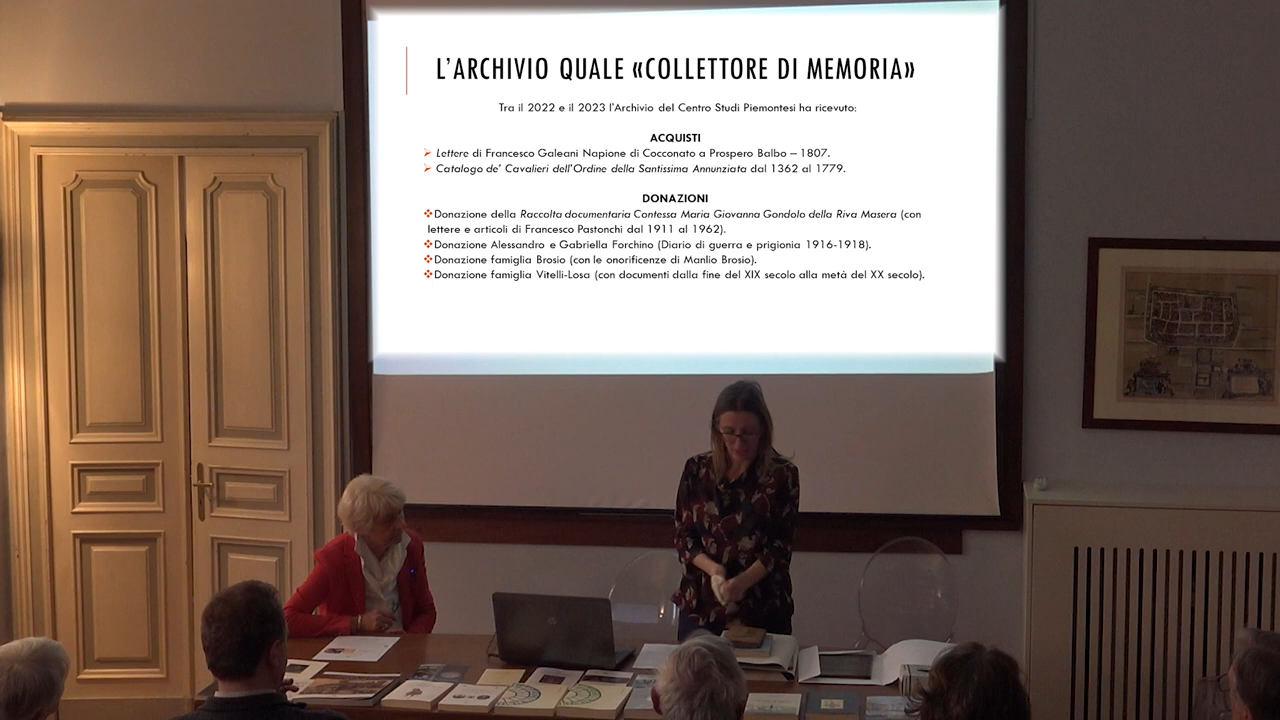 L'ARCHIVIO QUALE «COLLETTORE DI MEMORIA»
Tra il 2022 e il 2023 l'Archivio del Centro Studi Piemontesi ha ricevuto:
ACQUISTI
Lettere di Francesco Galeani Napione di Cocconato a Prospero Balbo – 1807.
Catalogo de' Cavalieri dell'Ordine della Santissima Annunziata dal 1362 al 1779.
DONAZIONI
Donazione della Raccolta documentaria Contessa Maria Giovanna Gondolo della Riva Masera (con
lettere e articoli di Francesco Pastonchi dal 1911 al 1962).
Donazione Alessandro e Gabriella Forchino (Diario di guerra e prigionia 1916-1918).
Donazione famiglia Brosio (con le onorificenze di Manlio Brosio).
Donazione famiglia Vitelli-Losa (con documenti dalla fine del XIX secolo alla metà del XX secolo).